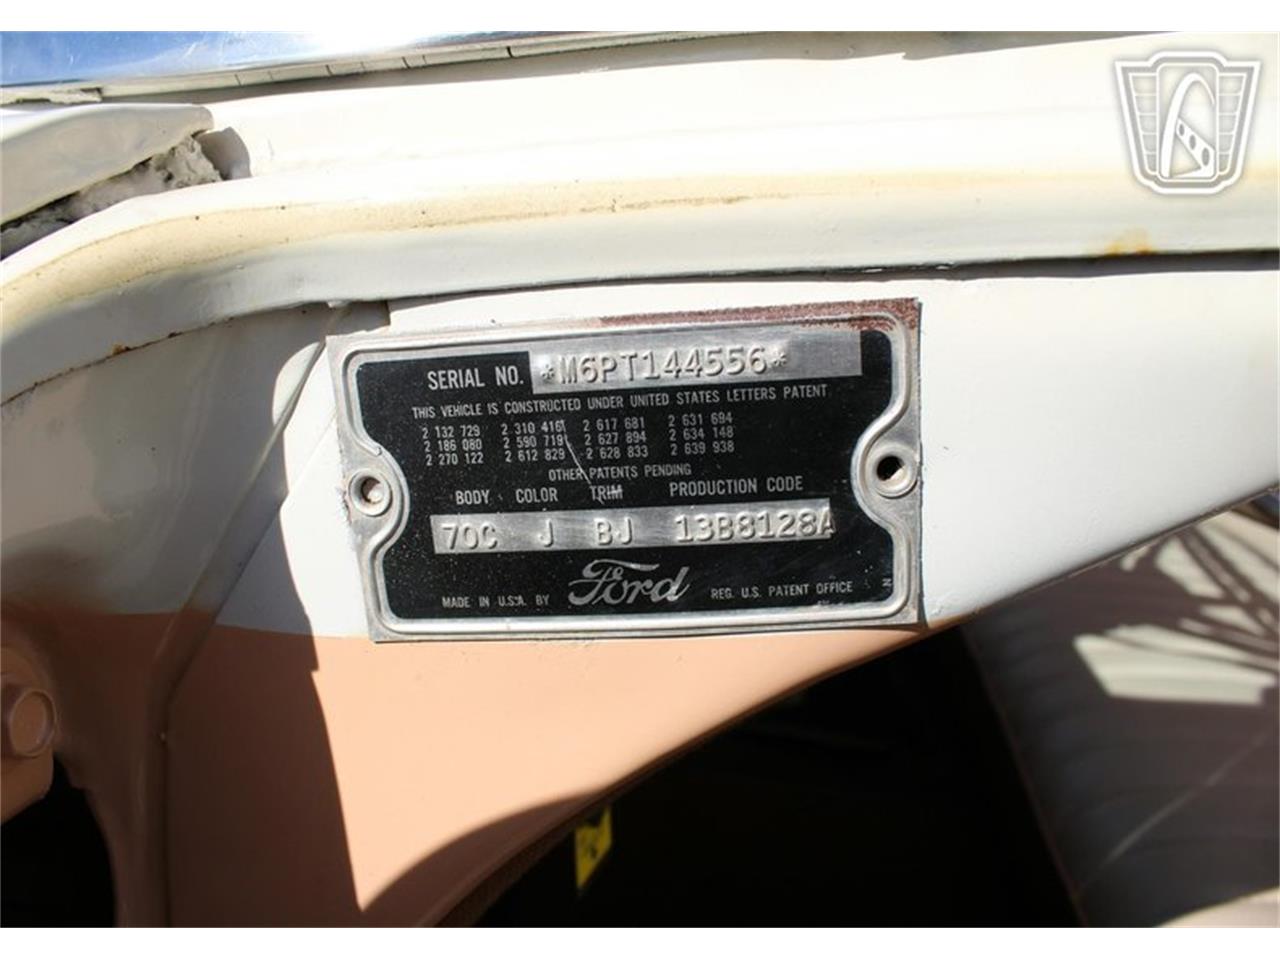 SERIAL NO. *M6PT144556*
THIS VEHICLE IS CONSTRUCTED UNDER UNITED STATES LETTERS PATENT
2 132 729 2 310 416 2 617 681 2 631 694
2 186 080 2 590 719 2 627 894 2 634 148
2 270 122 2 612 829 2 628 833 2 639 938
OTHER PATENTS PENDING
BODY COLOR TRIM PRODUCTION CODE
70C J BJ 13B8128A
MADE IN U.S.A. BY Ford REG. U.S. PATENT OFFICE